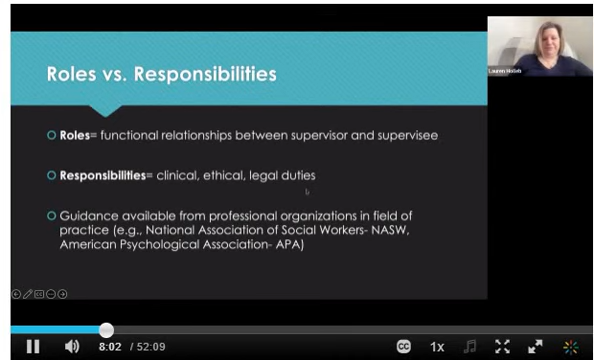 Roles vs. Responsibilities
Lauren Holleb
Roles= functional relationships between supervisor and supervisee
Responsibilities= clinical, ethical, legal duties
Guidance available from professional organizations in field of
practice (e.g., National Association of Social Workers- NASW,
American Psychological Association- APA)
8:02 / 52:09
CC
1x